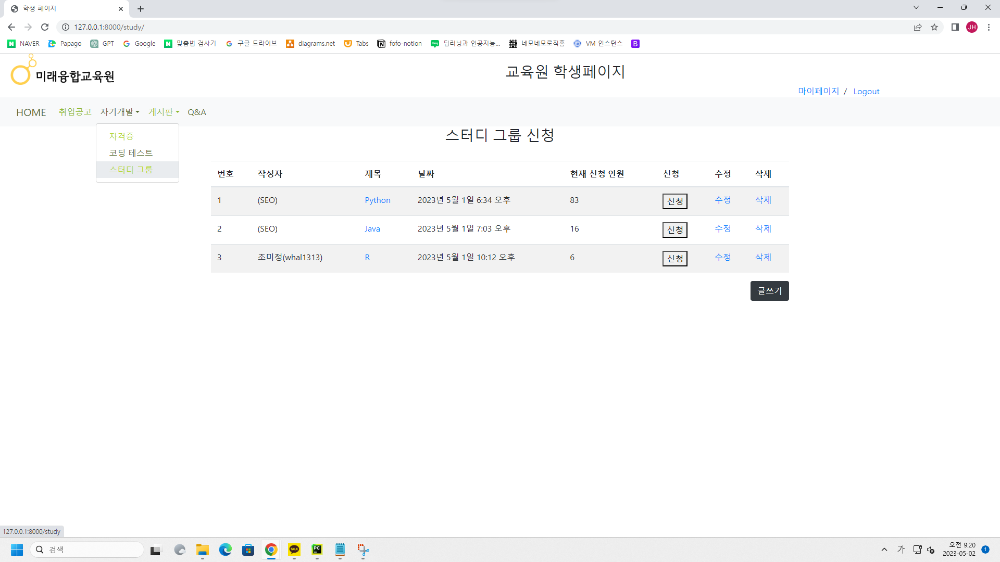 학생 페이지
127.0.0.1:8000/study/
JH
NAVER Papago GPT Google 맞춤법 검사기 구글 드라이브 diagrams.net Tabs fofo-notion 딥러닝과 인공지능... 네모네모로직홈 VM 인스턴스 B
미래융합교육원
교육원 학생페이지
마이페이지 / Logout
HOME 취업공고 자기개발 게시판 Q&A
자격증
코딩 테스트
스터디 그룹
스터디 그룹 신청
번호 작성자 제목 날짜 현재 신청 인원 신청 수정 삭제
1 (SEO) Python 2023년 5월 1일 6:34 오후 83 신청 수정 삭제
2 (SEO) Java 2023년 5월 1일 7:03 오후 16 신청 수정 삭제
3 조미정(whal1313) R 2023년 5월 1일 10:12 오후 6 신청 수정 삭제
글쓰기
127.0.0.1:8000/study
검색
TALK
PC
가
오전 9:20
2023-05-02
1